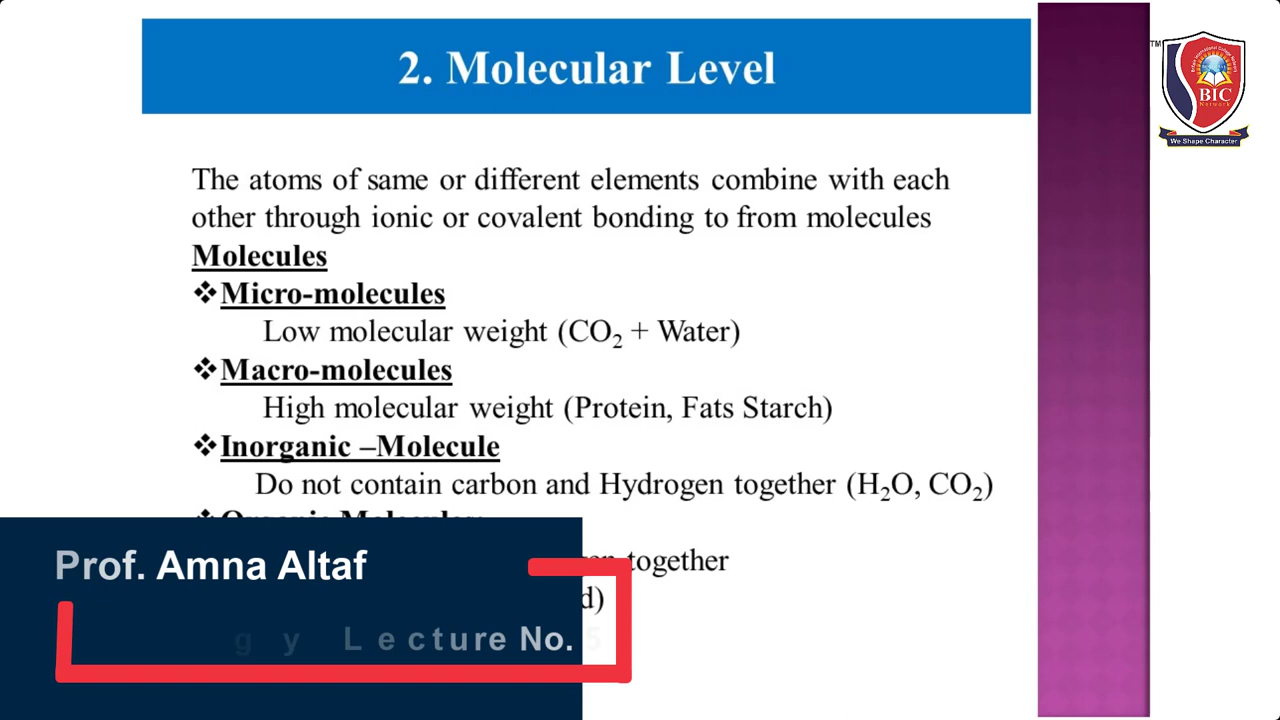 2. Molecular Level
TM
BIC
Network
We Shape Character
The atoms of same or different elements combine with each
other through ionic or covalent bonding to from molecules
Molecules
❖Micro-molecules
Low molecular weight (CO₂ + Water)
❖Macro-molecules
High molecular weight (Protein, Fats Starch)
❖Inorganic –Molecule
Do not contain carbon and Hydrogen together (H₂O, CO₂)
together
Prof. Amna Altaf
g y Lecture No. 5